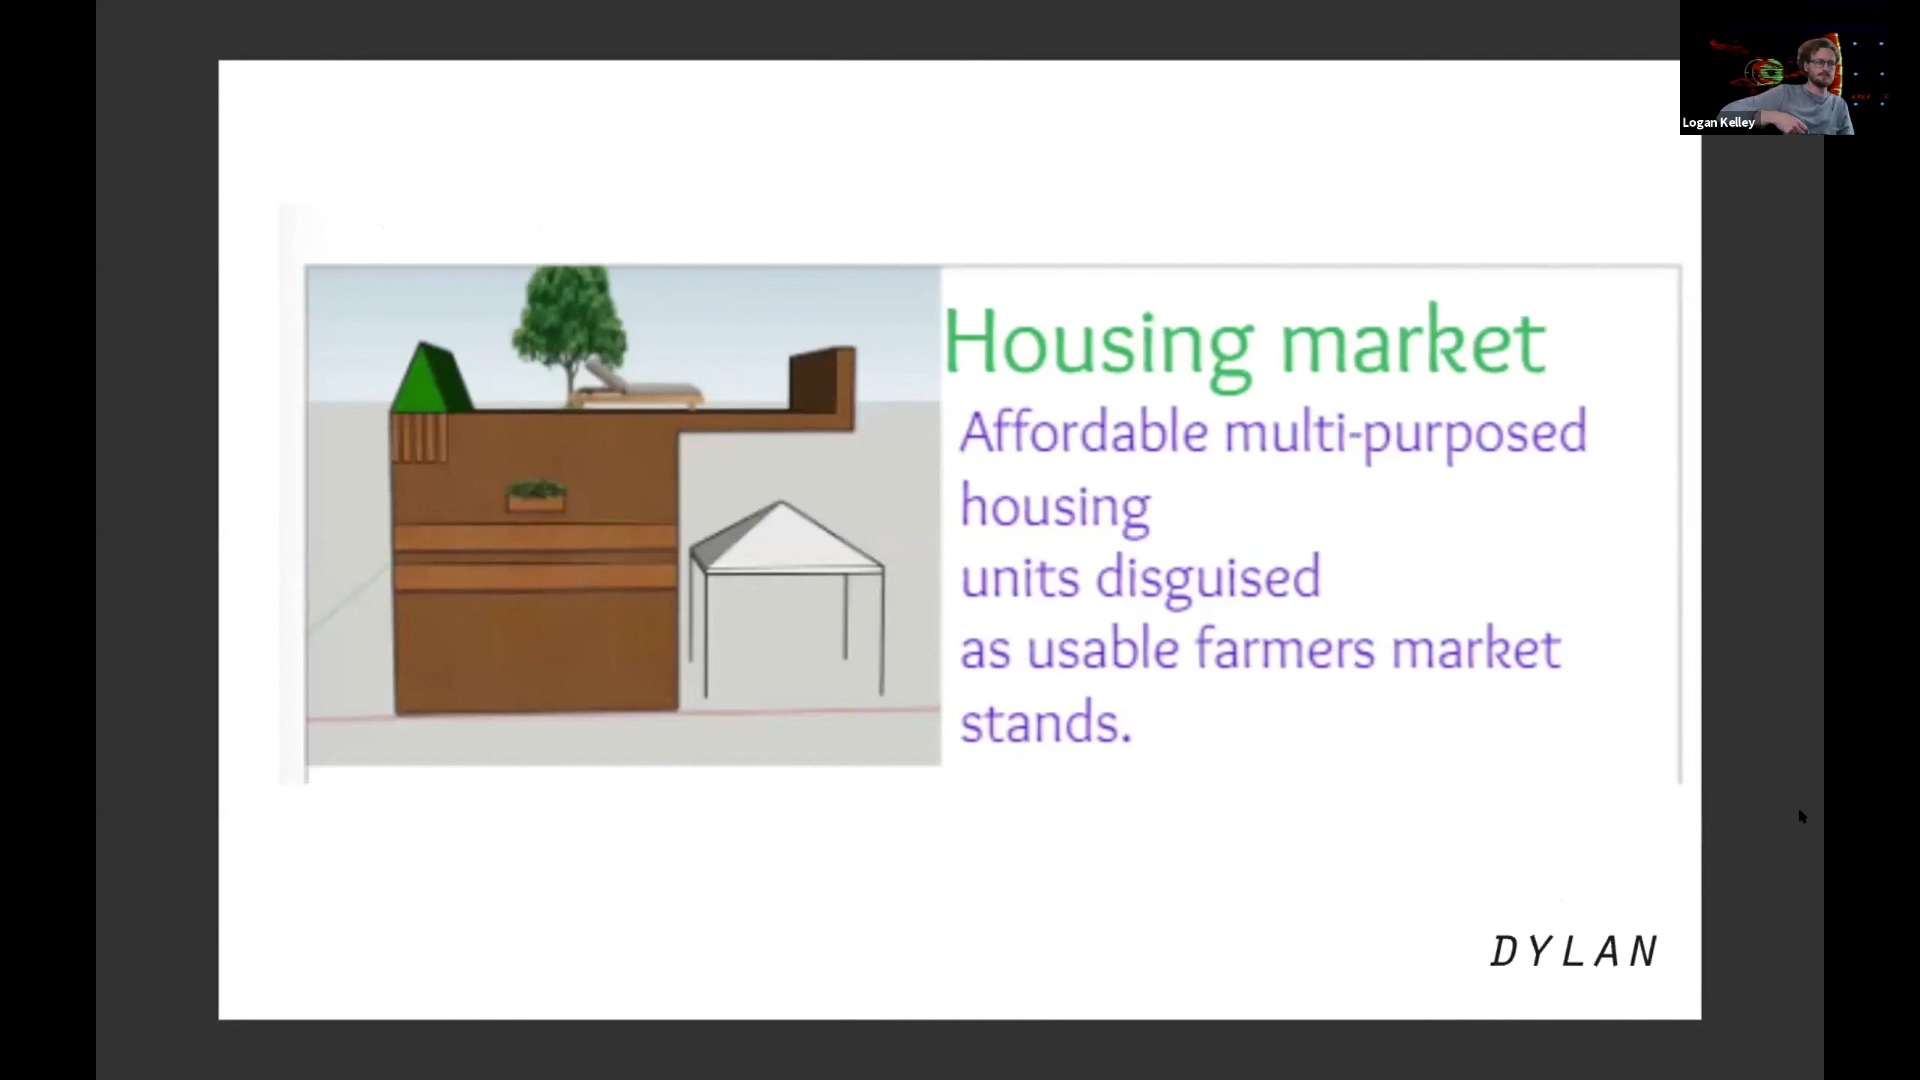 Logan Kelley
Housing market
Affordable multi-purposed
housing
units disguised
as usable farmers market
stands.
DYLAN